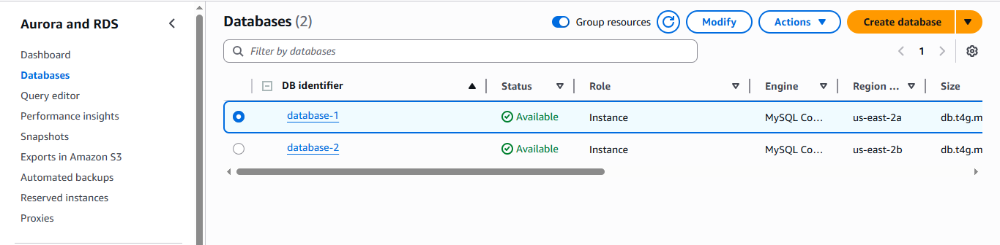 Aurora and RDS
Dashboard
Databases
Query editor
Performance insights
Snapshots
Exports in Amazon S3
Automated backups
Reserved instances
Proxies
Databases (2)
Group resources
Modify
Actions
Create database
Filter by databases
1
DB identifier Status Role Engine Region ... Size
database-1 Available Instance MySQL Co... us-east-2a db.t4g.m
database-2 Available Instance MySQL Co... us-east-2b db.t4g.m